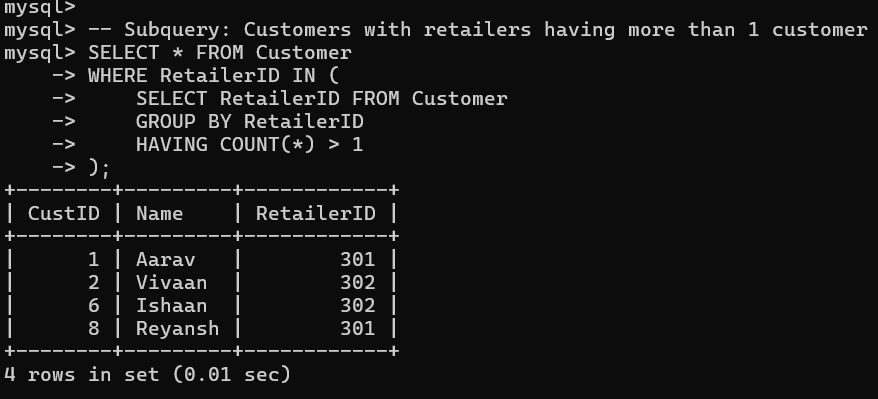 mysql>
mysql> -- Subquery: Customers with retailers having more than 1 customer
mysql> SELECT * FROM Customer
    -> WHERE RetailerID IN (
    ->     SELECT RetailerID FROM Customer
    ->     GROUP BY RetailerID
    ->     HAVING COUNT(*) > 1
    -> );
+--------+---------+------------+
| CustID | Name    | RetailerID |
+--------+---------+------------+
|      1 | Aarav   |        301 |
|      2 | Vivaan  |        302 |
|      6 | Ishaan  |        302 |
|      8 | Reyansh |        301 |
+--------+---------+------------+
4 rows in set (0.01 sec)